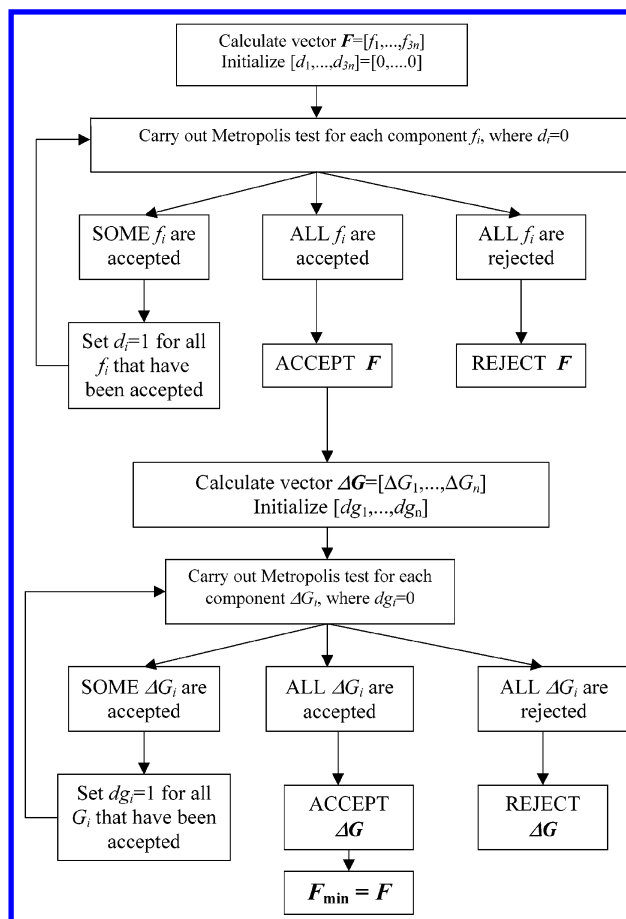 Calculate vector F=[f₁,...,f₃ₙ]
Initialize [d₁,...,d₃ₙ]=[0,....0]
Carry out Metropolis test for each component fᵢ, where dᵢ=0
SOME fᵢ are
accepted
ALL fᵢ are
accepted
ALL fᵢ are
rejected
Set dᵢ=1 for all
fᵢ that have
been accepted
ACCEPT F
REJECT F
Calculate vector ΔG=[ΔG₁,...,ΔGₙ]
Initialize [dg₁,...,dgₙ]
Carry out Metropolis test for each
component ΔGᵢ, where dgᵢ=0
SOME ΔGᵢ are
accepted
ALL ΔGᵢ are
accepted
ALL ΔGᵢ are
rejected
Set dgᵢ=1 for all
Gᵢ that have been
accepted
ACCEPT
ΔG
REJECT
ΔG
Fmin = F